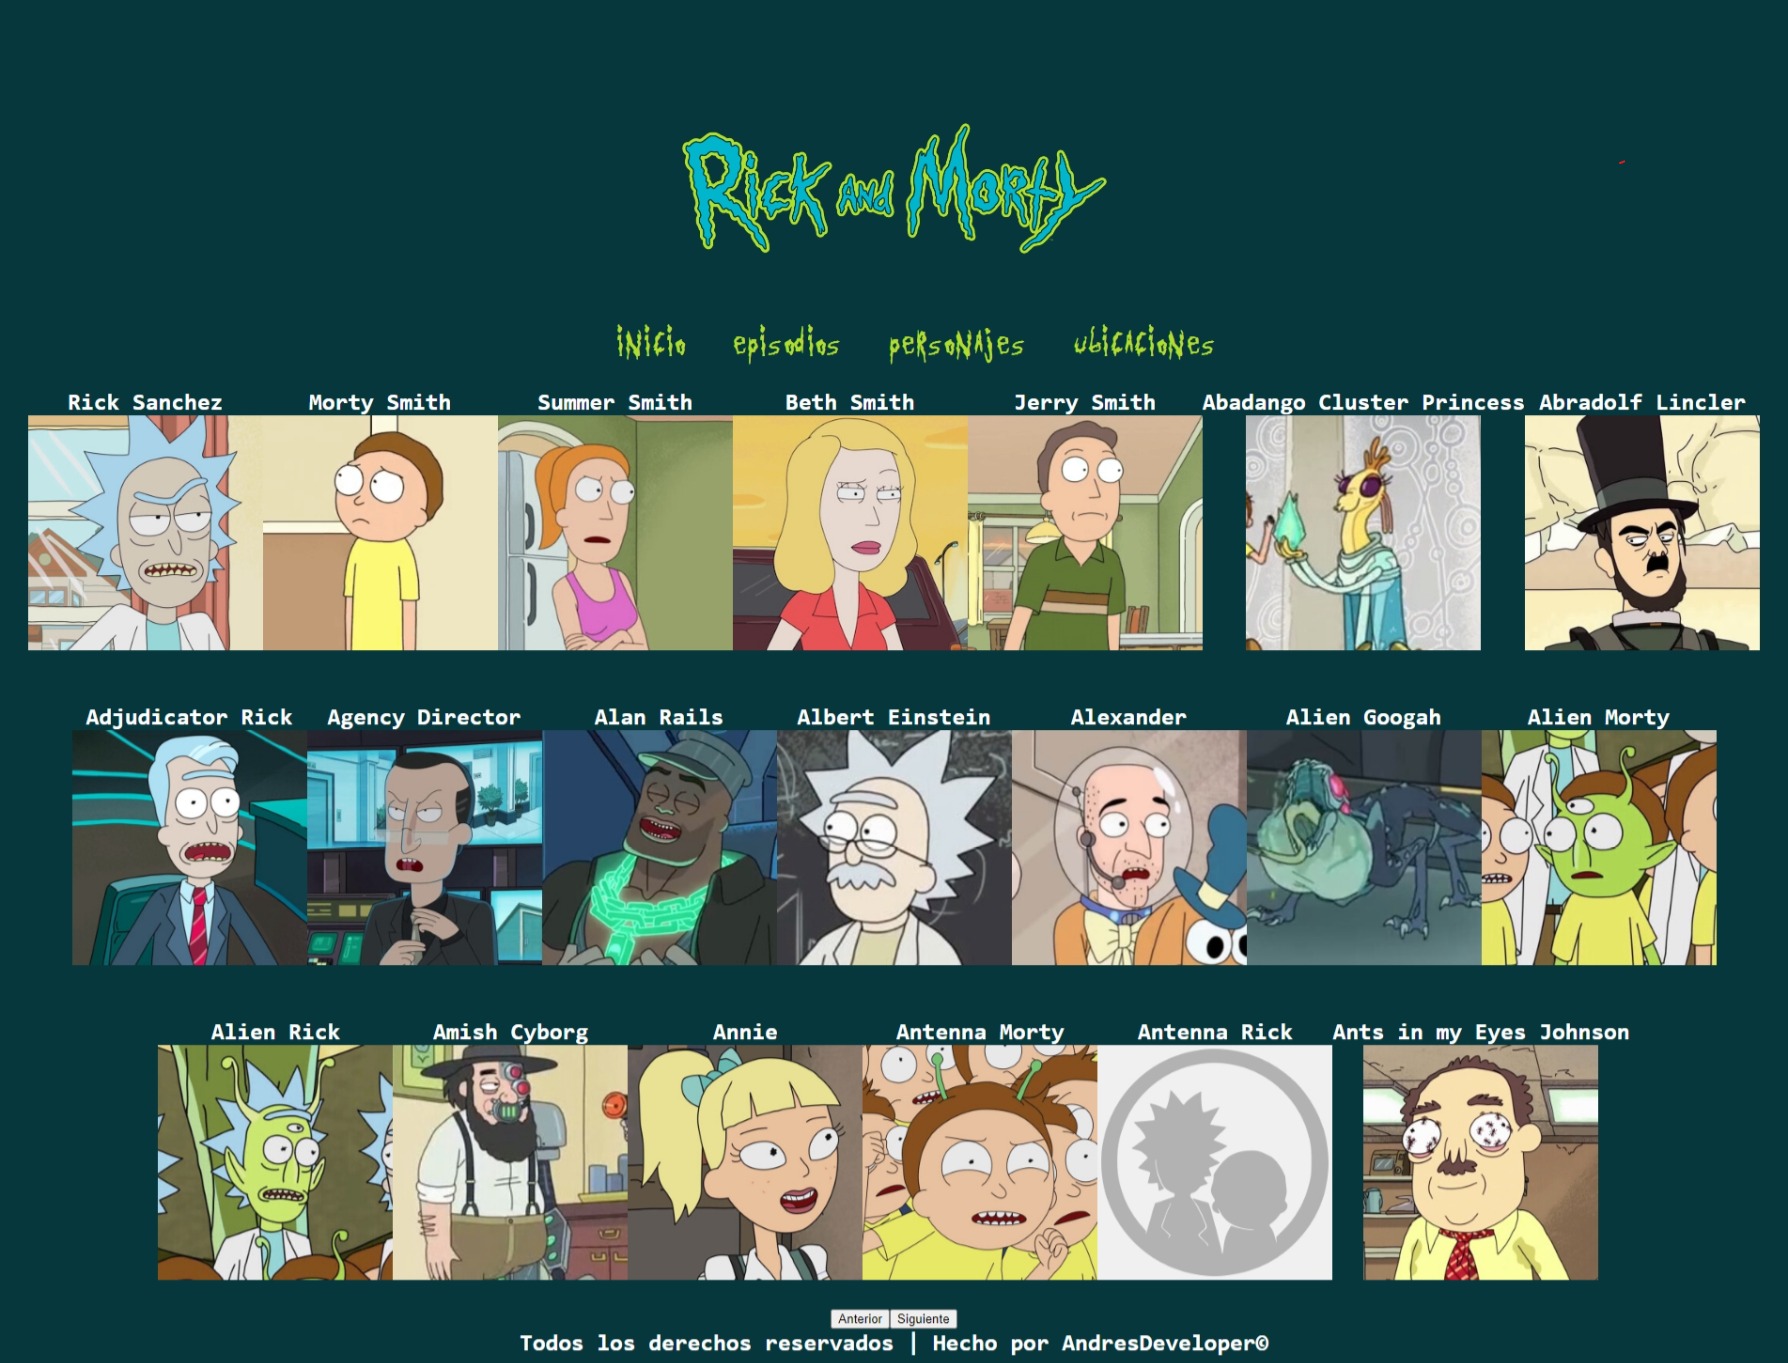 Rick and Morty
iNiCio episodios peRsoNAjes ubiCACioNes
Rick Sanchez Morty Smith Summer Smith Beth Smith Jerry Smith Abadango Cluster Princess Abradolf Lincler
Adjudicator Rick Agency Director Alan Rails Albert Einstein Alexander Alien Googah Alien Morty
Alien Rick Amish Cyborg Annie Antenna Morty Antenna Rick Ants in my Eyes Johnson
Anterior Siguiente
Todos los derechos reservados | Hecho por AndresDeveloper©